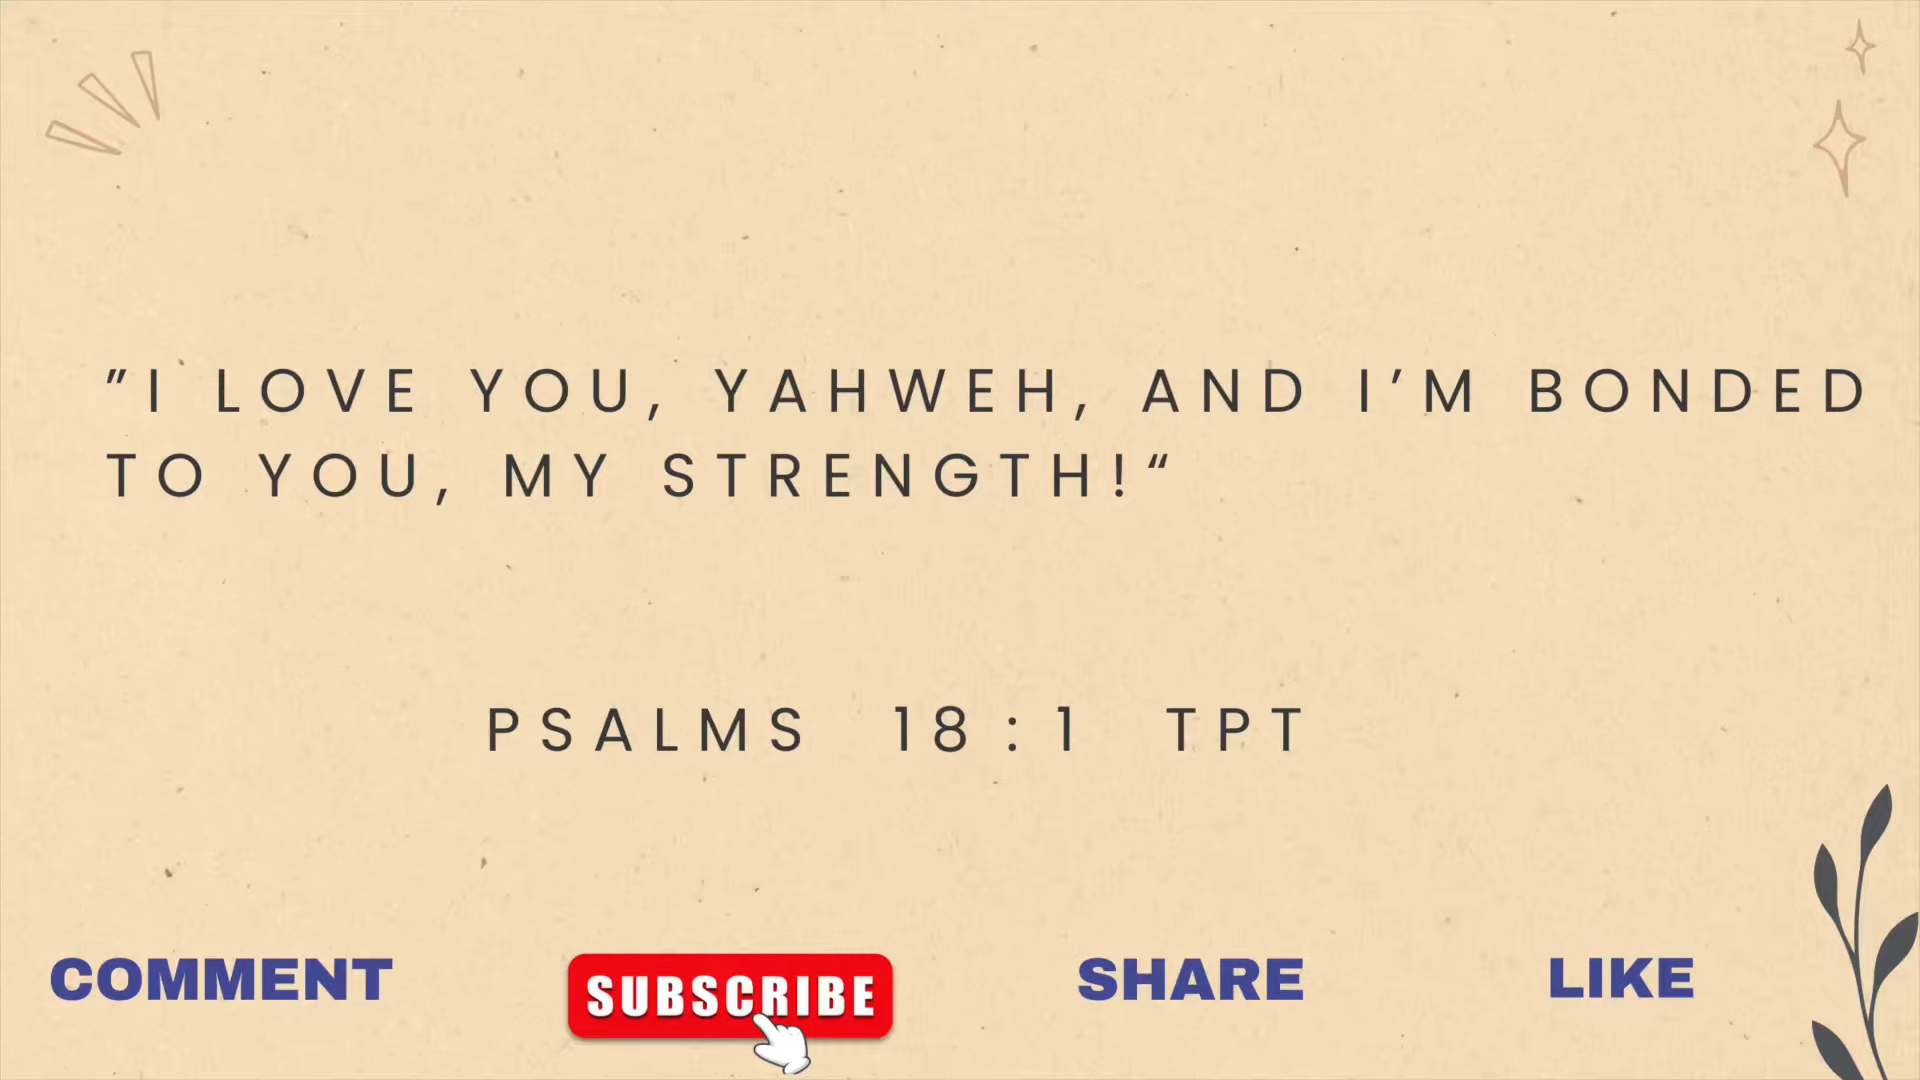 ”I LOVE YOU, YAHWEH, AND I’M BONDED
TO YOU, MY STRENGTH!“
PSALMS 18:1 TPT
COMMENT
SUBSCRIBE
SHARE
LIKE